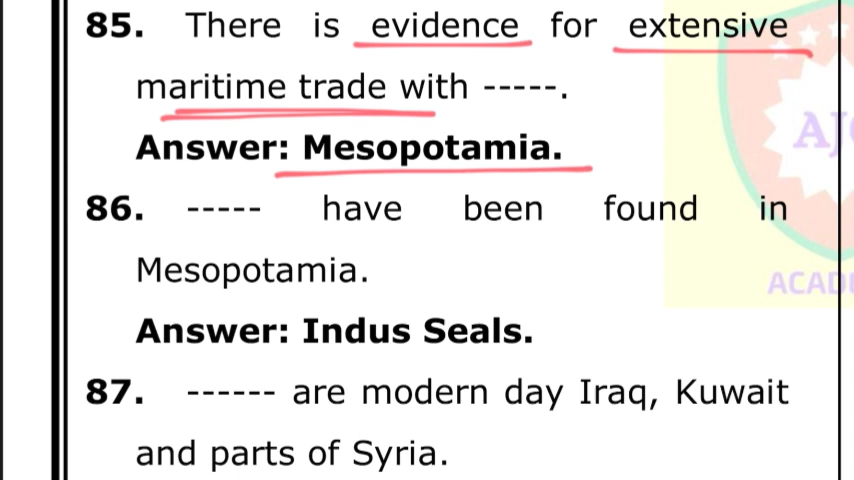 85. There is evidence for extensive
maritime trade with -----.
Answer: Mesopotamia.
86. ----- have been found in
Mesopotamia.
Answer: Indus Seals.
87. ------ are modern day Iraq, Kuwait
and parts of Syria.